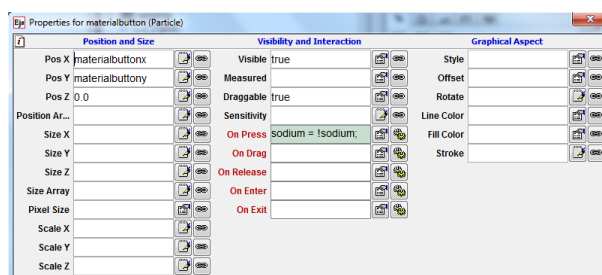 Ejs Properties for materialbutton (Particle)
i Position and Size Visibility and Interaction Graphical Aspect
Pos X materialbuttonx Visible true Style
Pos Y materialbuttony Measured Offset
Pos Z 0.0 Draggable true Rotate
Position Ar... Sensitivity Line Color
Size X On Press sodium = !sodium; Fill Color
Size Y On Drag Stroke
Size Z On Release
Size Array On Enter
Pixel Size On Exit
Scale X
Scale Y
Scale Z